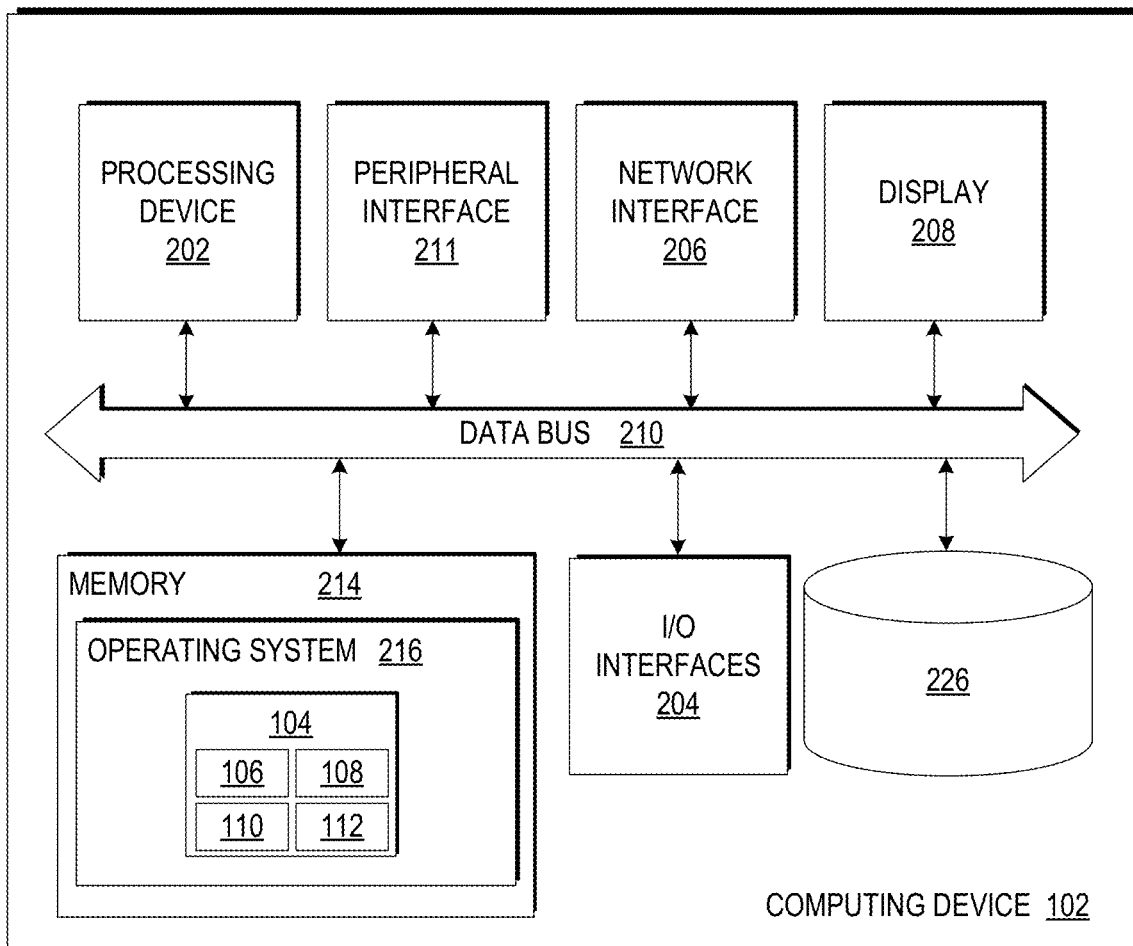 PROCESSING
DEVICE
202
PERIPHERAL
INTERFACE
211
NETWORK
INTERFACE
206
DISPLAY
208
DATA BUS 210
MEMORY 214
OPERATING SYSTEM 216
104
106 108
110 112
I/O
INTERFACES
204
226
COMPUTING DEVICE 102